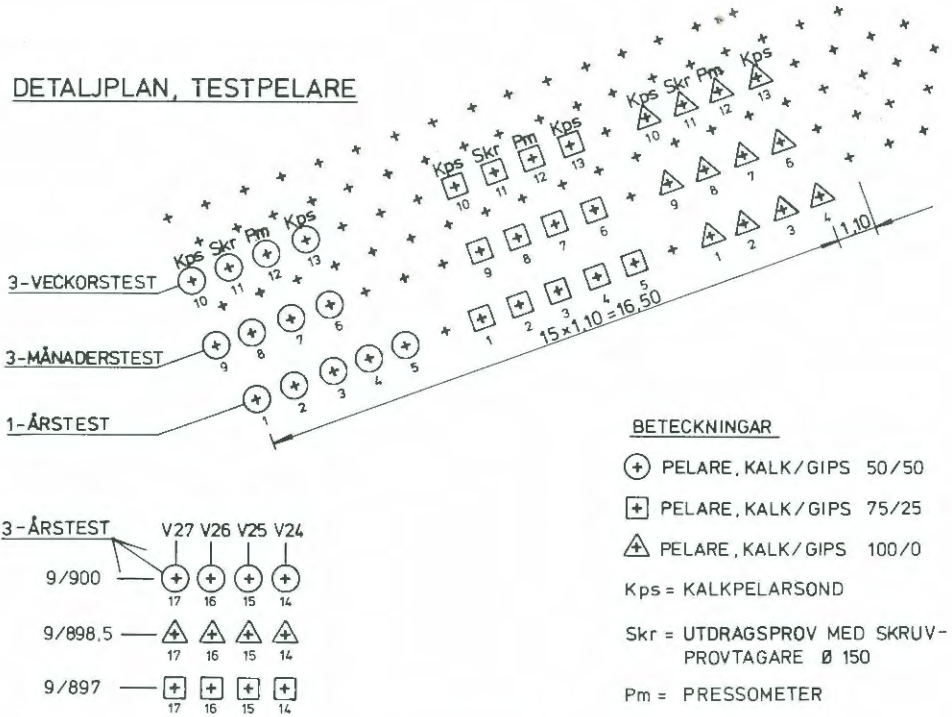 DETALJPLAN, TESTPELARE
Kps Skr Pm Kps
10 11 12 13
Kps Skr Pm Kps
10 11 12 13
Kps Skr Pm Kps
10 11 12 13
3-VECKORSTEST
9 8 7 6
9 8 7 6
9 8 7 6
3-MÅNADERSTEST
1 2 3 4 5
1 2 3 4 5
1 2 3 4
1-ÅRSTEST
15 x 1,10 = 16,50
1,10
3-ÅRSTEST V27 V26 V25 V24
9/900
17 16 15 14
9/898,5
17 16 15 14
9/897
17 16 15 14
BETECKNINGAR
PELARE, KALK/GIPS 50/50
PELARE, KALK/GIPS 75/25
PELARE, KALK/GIPS 100/0
Kps = KALKPELARSOND
Skr = UTDRAGSPROV MED SKRUV-
PROVTAGARE Ø 150
Pm = PRESSOMETER